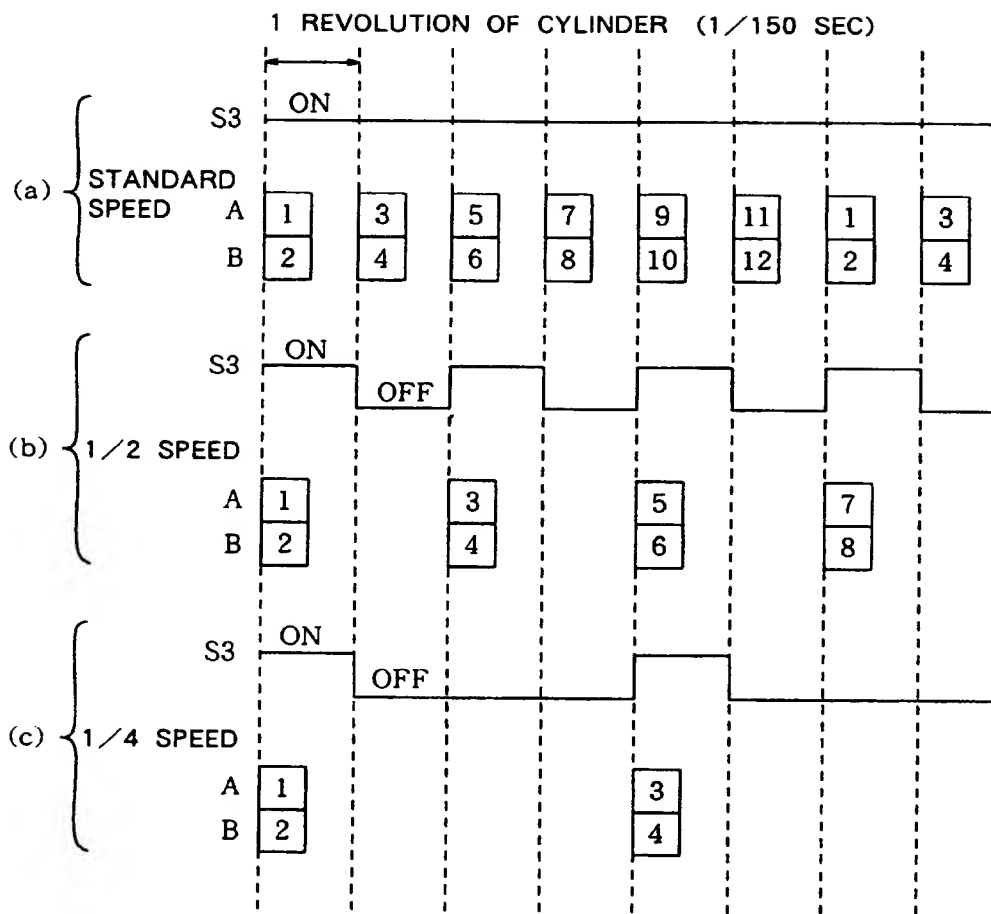 1 REVOLUTION OF CYLINDER (1/150 SEC)
ON
S3
(a) STANDARD SPEED
A 1 3 5 7 9 11 1 3
B 2 4 6 8 10 12 2 4
ON
S3
OFF
(b) 1/2 SPEED
A 1 3 5 7
B 2 4 6 8
ON
S3
OFF
(c) 1/4 SPEED
A 1 3
B 2 4